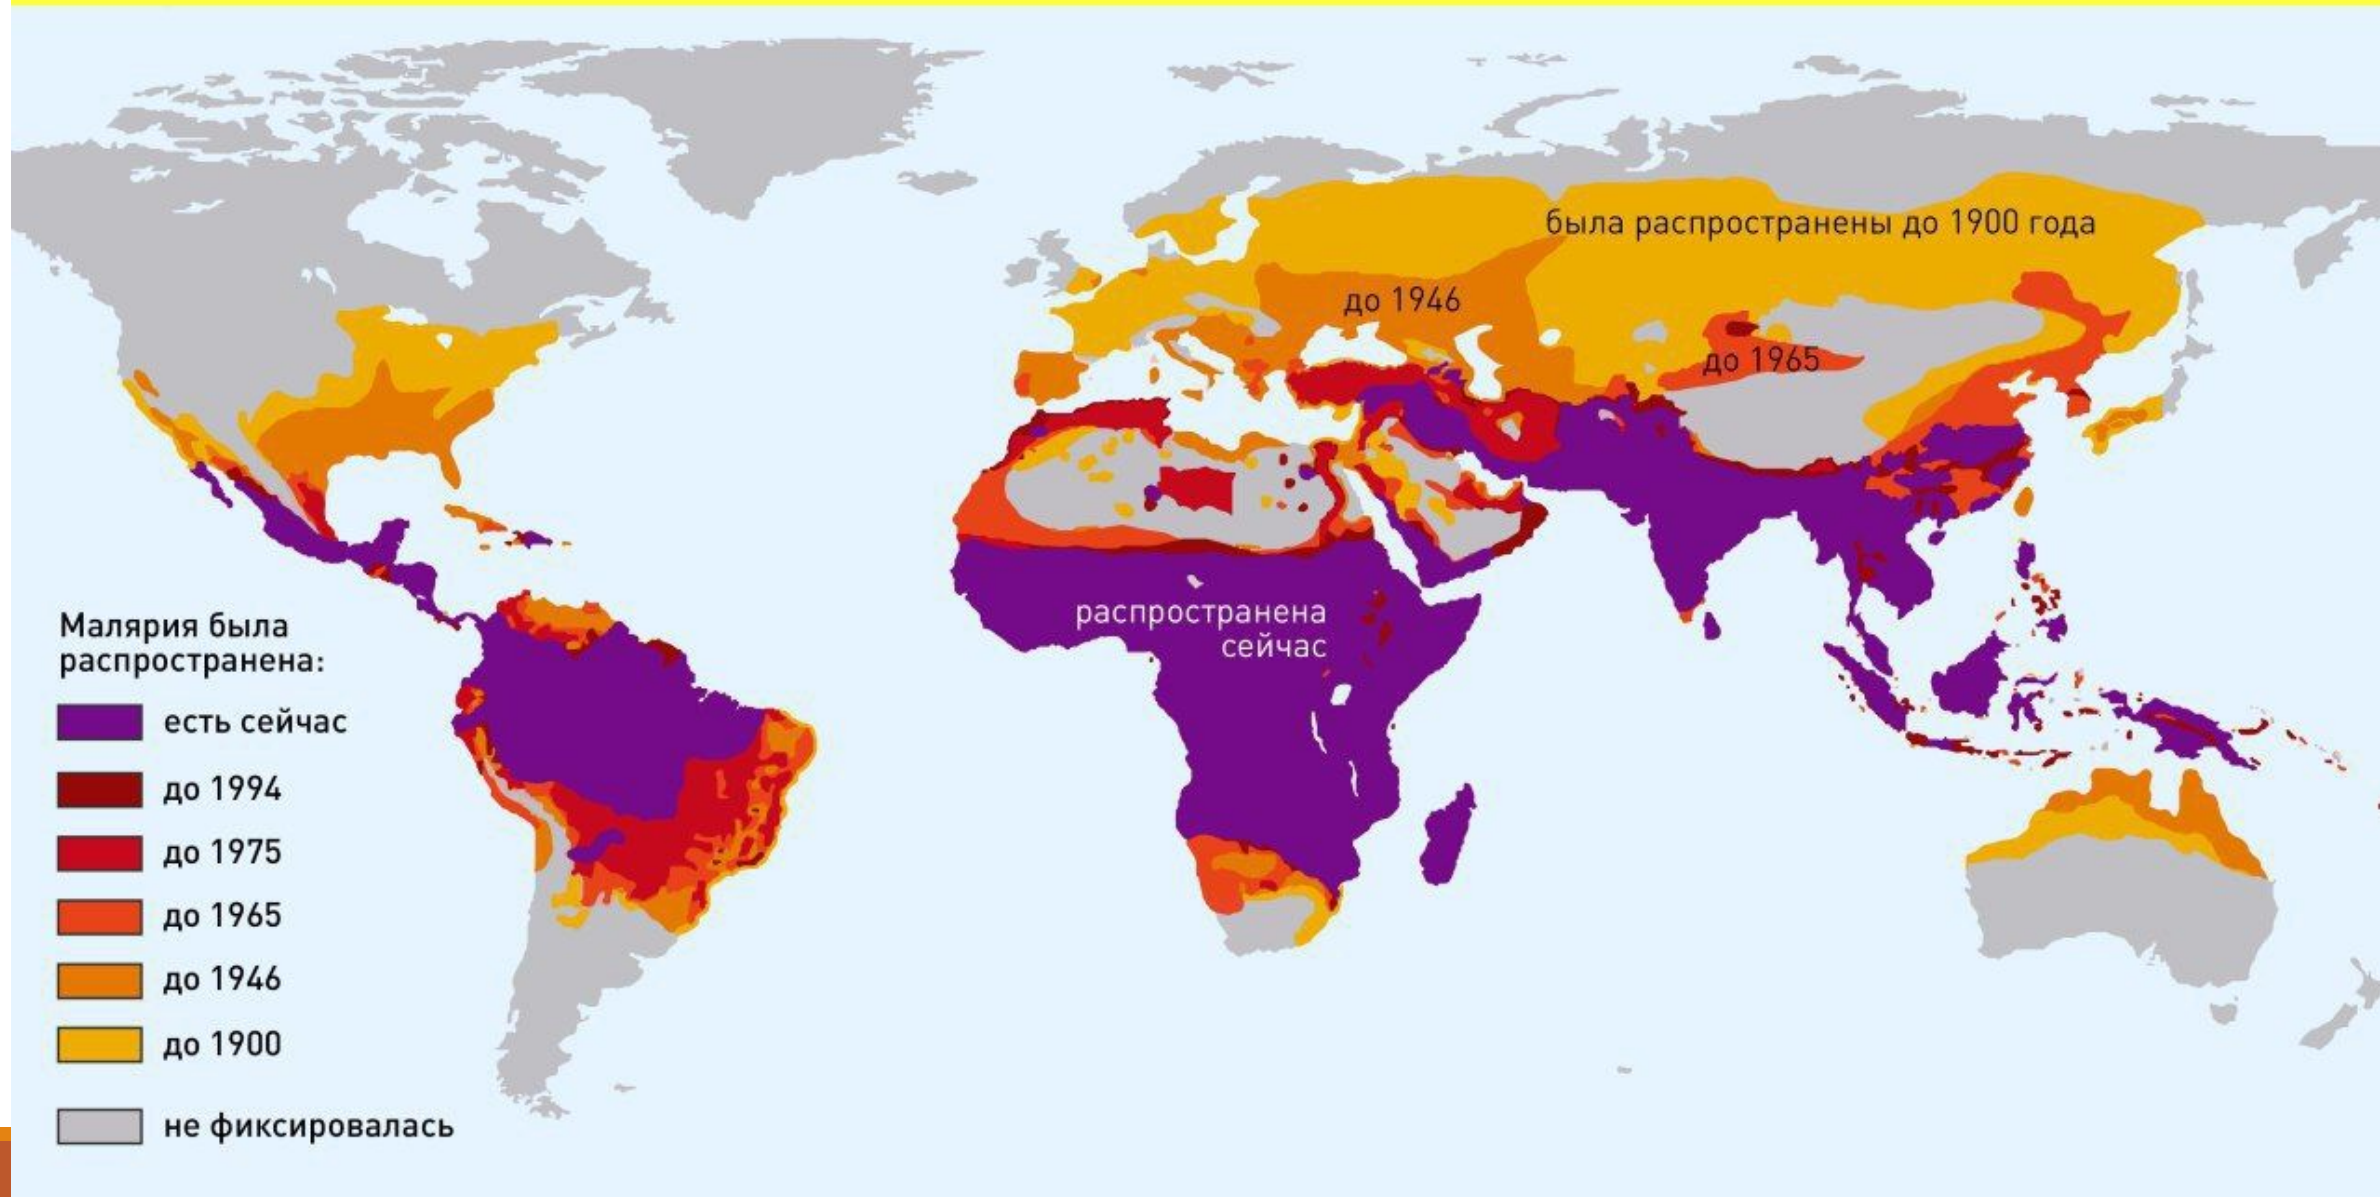 была распространены до 1900 года
до 1946
до 1965
распространена
сейчас
Малярия была
распространена:
есть сейчас
до 1994
до 1975
до 1965
до 1946
до 1900
не фиксировалась